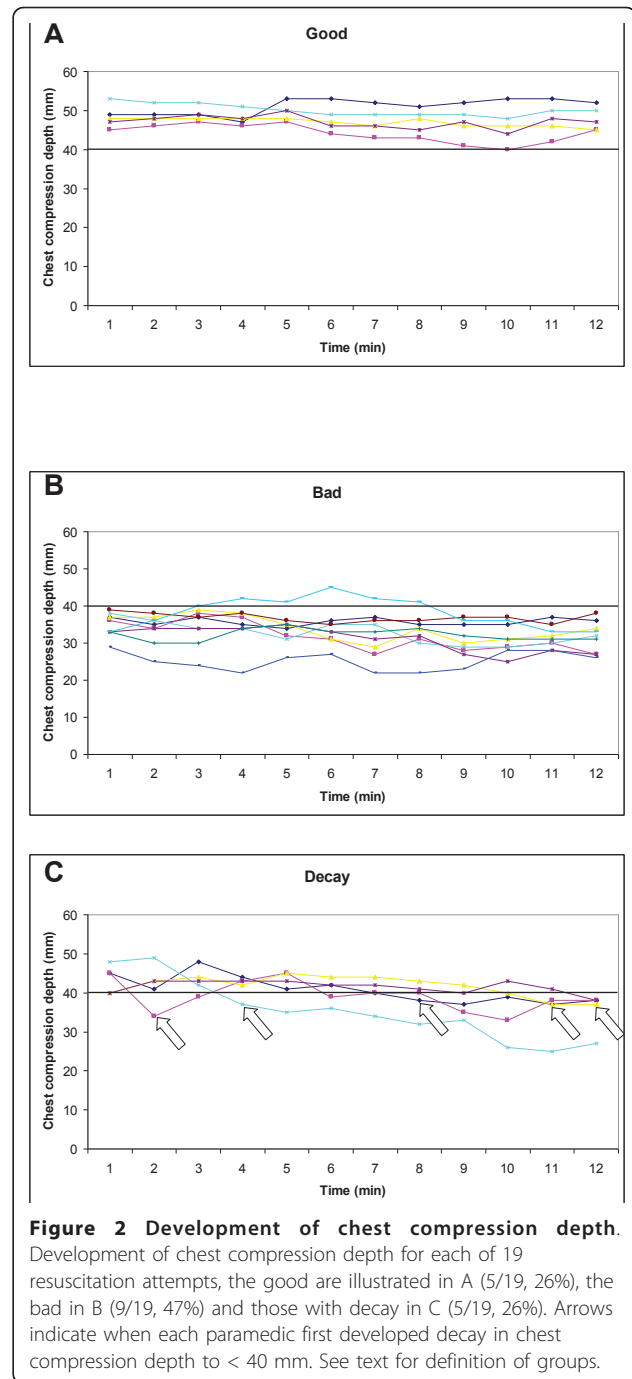 A
Good
Chest compression depth (mm)
60
50
40
30
20
10
0
1 2 3 4 5 6 7 8 9 10 11 12
Time (min)
B
Bad
Chest compression depth (mm)
60
50
40
30
20
10
0
1 2 3 4 5 6 7 8 9 10 11 12
Time (min)
C
Decay
Chest compression depth (mm)
60
50
40
30
20
10
0
1 2 3 4 5 6 7 8 9 10 11 12
Time (min)
Figure 2 Development of chest compression depth.
Development of chest compression depth for each of 19
resuscitation attempts, the good are illustrated in A (5/19, 26%), the
bad in B (9/19, 47%) and those with decay in C (5/19, 26%). Arrows
indicate when each paramedic first developed decay in chest
compression depth to < 40 mm. See text for definition of groups.